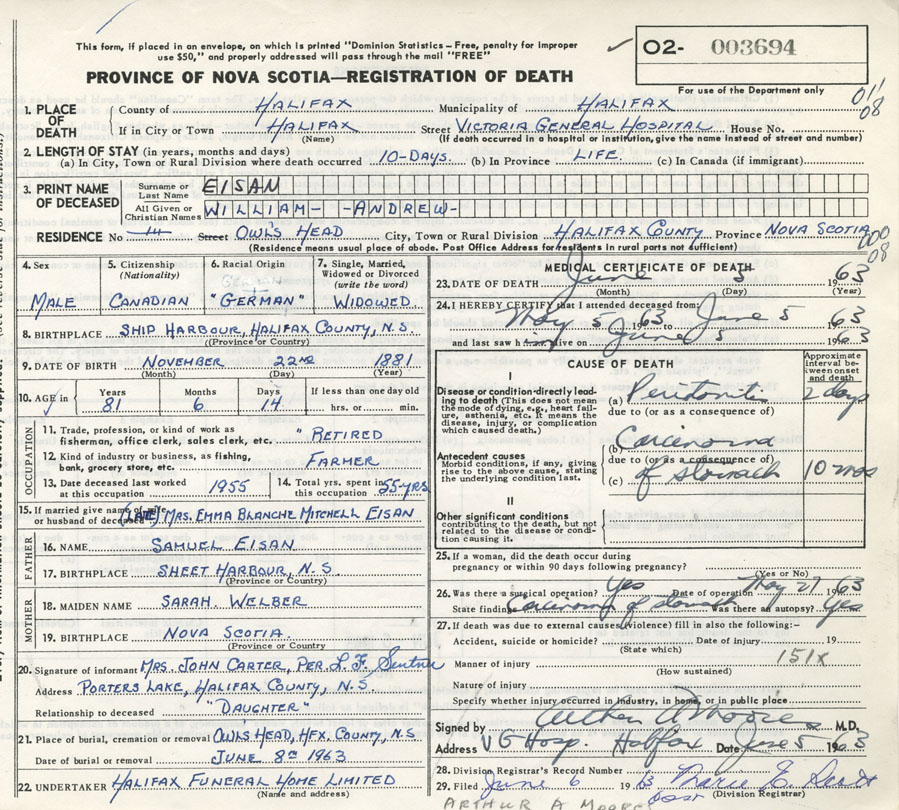 This form, if placed in an envelope, on which is printed "Dominion Statistics – Free, penalty for improper
use $50," and properly addressed will pass through the mail "FREE"
O2- 003694
PROVINCE OF NOVA SCOTIA—REGISTRATION OF DEATH
For use of the Department only
1. PLACE OF DEATH
County of HALIFAX Municipality of HALIFAX
01/08
If in City or Town HALIFAX Street VICTORIA GENERAL HOSPITAL House No.
(Name) (If death occurred in a hospital or institution, give the name instead of street and number)
2. LENGTH OF STAY (in years, months and days)
(a) In City, Town or Rural Division where death occurred 10-DAYS. (b) In Province LIFE. (c) In Canada (if immigrant)
3. PRINT NAME OF DECEASED
Surname or Last Name EISAN
All Given or Christian Names WILLIAM- -ANDREW-
RESIDENCE No Street OWL'S HEAD City, Town or Rural Division HALIFAX COUNTY Province NOVA SCOTIA
(Residence means usual place of abode. Post Office Address for residents in rural parts not sufficient)
000
08
4. Sex
MALE
5. Citizenship (Nationality)
CANADIAN
6. Racial Origin
GERMAN
"GERMAN"
7. Single, Married, Widowed or Divorced (write the word)
WIDOWED
8. BIRTHPLACE SHIP HARBOUR, HALIFAX COUNTY, N.S.
(Province or Country)
9. DATE OF BIRTH NOVEMBER 22ND 1881
(Month) (Day) (Year)
10. AGE in Years 81 Months 6 Days 14 If less than one day old hrs. or min.
OCCUPATION
11. Trade, profession, or kind of work as fisherman, office clerk, sales clerk, etc. "RETIRED
12. Kind of industry or business, as fishing, bank, grocery store, etc. FARMER
13. Date deceased last worked at this occupation 1955
14. Total yrs. spent in this occupation 55-YRS
15. If married give name of wife or husband of deceased (LATE) MRS. EMMA BLANCHE MITCHELL EISAN
FATHER
16. NAME SAMUEL EISAN
17. BIRTHPLACE SHEET HARBOUR, N.S.
(Province or Country)
MOTHER
18. MAIDEN NAME SARAH. WELBER
19. BIRTHPLACE NOVA SCOTIA.
(Province or Country)
20. Signature of informant MRS. JOHN CARTER, PER. L.F.
Address PORTERS LAKE, HALIFAX COUNTY, N.S.
Relationship to deceased "DAUGHTER"
21. Place of burial, cremation or removal OWLS HEAD, HFX. COUNTY, N.S.
Date of burial or removal JUNE 8TH 1963
22. UNDERTAKER HALIFAX FUNERAL HOME LIMITED
(Name and address)
MEDICAL CERTIFICATE OF DEATH
23. DATE OF DEATH June 5 1963
(Month) (Day) (Year)
24. I HEREBY CERTIFY that I attended deceased from:
May 5 1963 to June 5
and last saw h alive on June 5 1963
CAUSE OF DEATH
Approximate interval between onset and death
I
Disease or condition directly leading to death (This does not mean the mode of dying, e.g., heart failure, asthenia, etc. It means the disease, injury, or complication which caused death.)
(a) Peritonitis 2 days
due to (or as a consequence of)
Antecedent causes
Morbid conditions, if any, giving rise to the above cause, stating the underlying condition last.
(b) Carcinoma
due to (or as a consequence of)
(c) of stomach 10 mos
II
Other significant conditions
contributing to the death, but not related to the disease or condition causing it.
25. If a woman, did the death occur during pregnancy or within 90 days following pregnancy?
(Yes or No)
26. Was there a surgical operation? Yes Date of operation May 27 1963
State findings Carcinoma of stomach Was there an autopsy? Yes
27. If death was due to external causes (violence) fill in also the following:-
Accident, suicide or homicide? Date of injury 19
(State which)
151X
Manner of injury
(How sustained)
Nature of injury
Specify whether injury occurred in industry, in home, or in public place
Signed by Arthur A Moore M.D.
Address V G Hosp. Halifax Date June 5 1963
28. Division Registrar's Record Number
29. Filed June 6 1963 Marie E.
(Division Registrar)
ARTHUR A MOORE